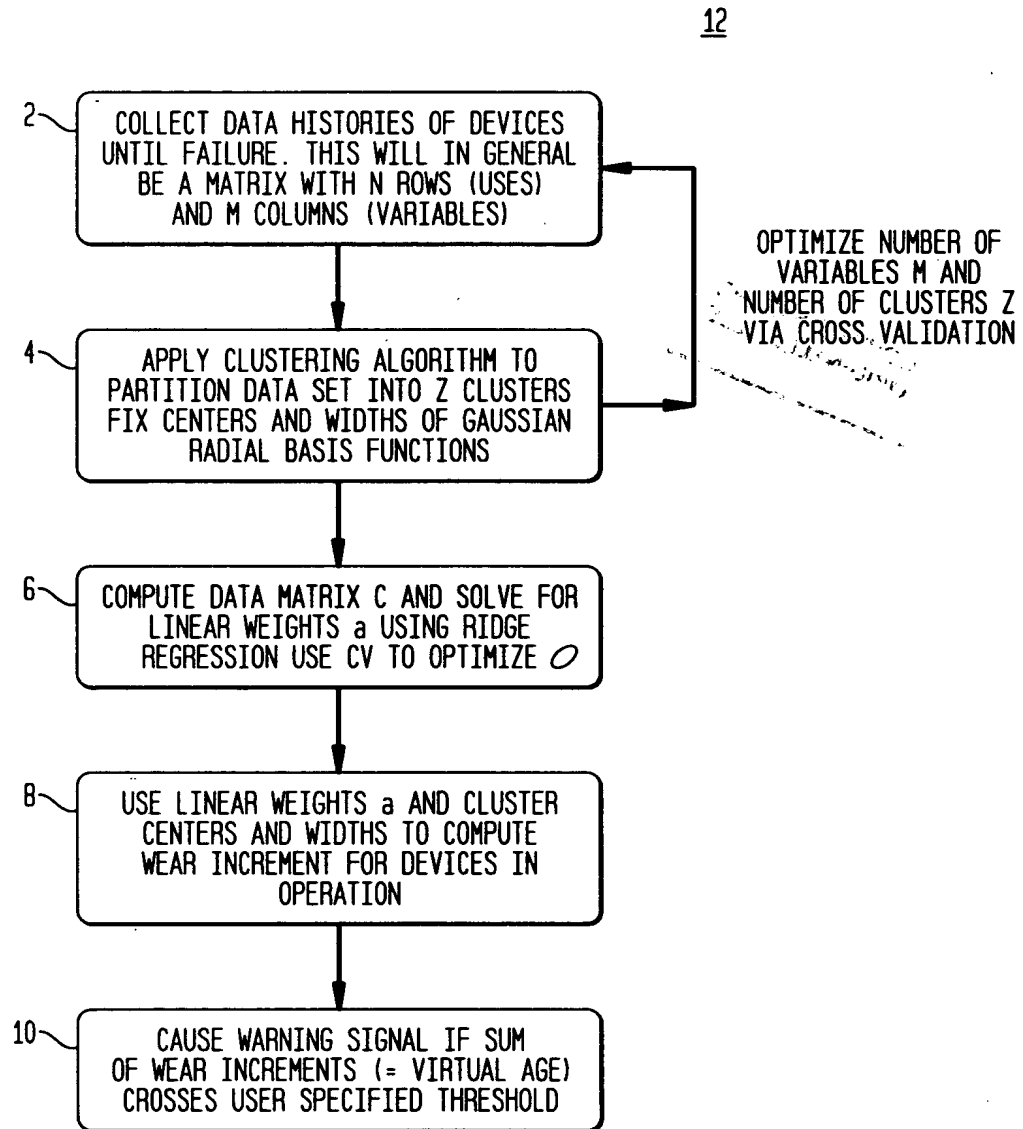 12
2
COLLECT DATA HISTORIES OF DEVICES
UNTIL FAILURE. THIS WILL IN GENERAL
BE A MATRIX WITH N ROWS (USES)
AND M COLUMNS (VARIABLES)
OPTIMIZE NUMBER OF
VARIABLES M AND
NUMBER OF CLUSTERS Z
VIA CROSS VALIDATION
4
APPLY CLUSTERING ALGORITHM TO
PARTITION DATA SET INTO Z CLUSTERS
FIX CENTERS AND WIDTHS OF GAUSSIAN
RADIAL BASIS FUNCTIONS
6
COMPUTE DATA MATRIX C AND SOLVE FOR
LINEAR WEIGHTS a USING RIDGE
REGRESSION USE CV TO OPTIMIZE
8
USE LINEAR WEIGHTS a AND CLUSTER
CENTERS AND WIDTHS TO COMPUTE
WEAR INCREMENT FOR DEVICES IN
OPERATION
10
CAUSE WARNING SIGNAL IF SUM
OF WEAR INCREMENTS (= VIRTUAL AGE)
CROSSES USER SPECIFIED THRESHOLD